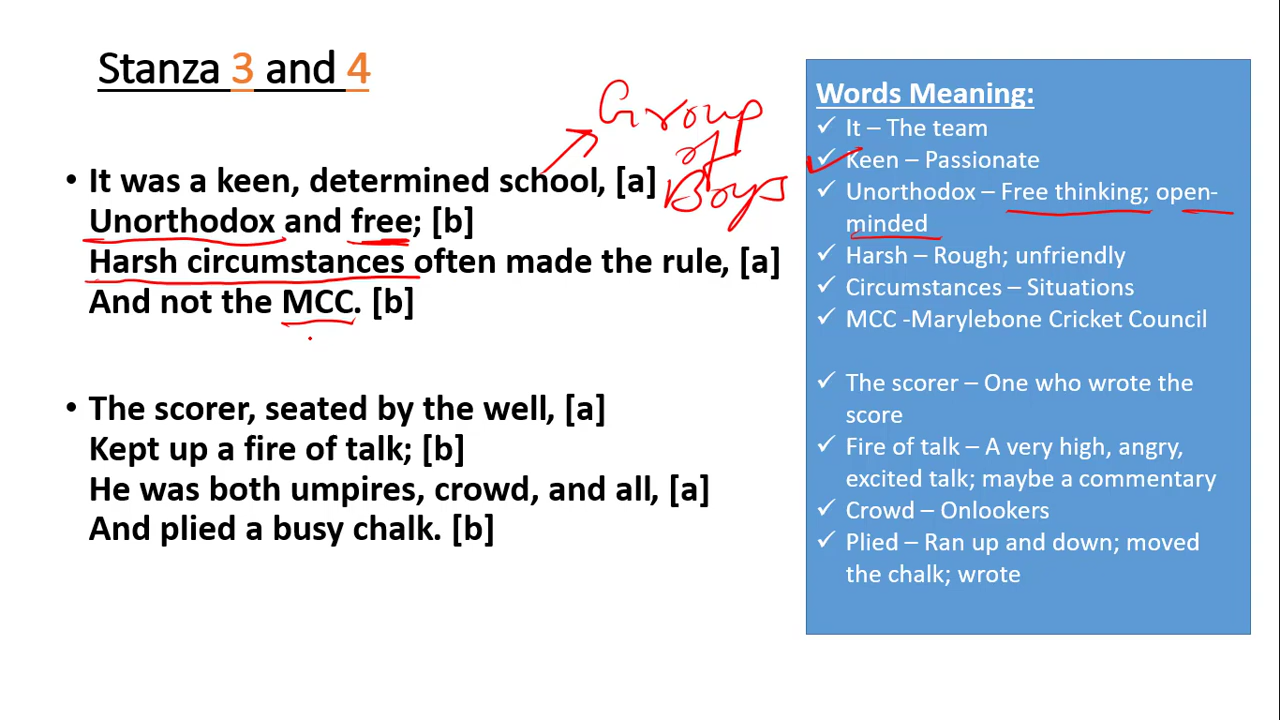 Stanza 3 and 4
Group
of
Boys
• It was a keen, determined school, [a]
Unorthodox and free; [b]
Harsh circumstances often made the rule, [a]
And not the MCC. [b]
• The scorer, seated by the well, [a]
Kept up a fire of talk; [b]
He was both umpires, crowd, and all, [a]
And plied a busy chalk. [b]
Words Meaning:
✓ It – The team
✓ Keen – Passionate
✓ Unorthodox – Free thinking; open-
minded
✓ Harsh – Rough; unfriendly
✓ Circumstances – Situations
✓ MCC -Marylebone Cricket Council
✓ The scorer – One who wrote the
score
✓ Fire of talk – A very high, angry,
excited talk; maybe a commentary
✓ Crowd – Onlookers
✓ Plied – Ran up and down; moved
the chalk; wrote